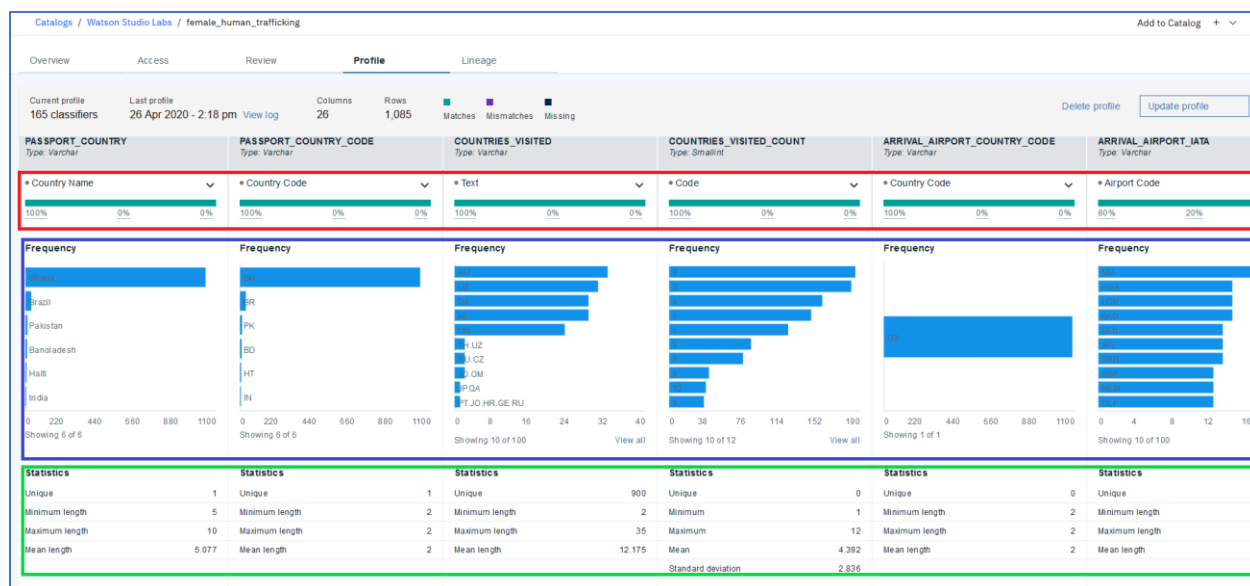 Catalogs / Watson Studio Labs / female_human_trafficking
Add to Catalog +
Overview Access Review Profile Lineage
Current profile Last profile Columns Rows
165 classifiers 26 Apr 2020 - 2:18 pm View log 26 1,085 Matches Mismatches Missing Delete profile Update profile
PASSPORT_COUNTRY PASSPORT_COUNTRY_CODE COUNTRIES_VISITED COUNTRIES_VISITED_COUNT ARRIVAL_AIRPORT_COUNTRY_CODE ARRIVAL_AIRPORT_IATA
Type: Varchar Type: Varchar Type: Varchar Type: Smallint Type: Varchar Type: Varchar
Country Name Country Code Text Code Country Code Airport Code
100% 0% 0% 100% 0% 0% 100% 0% 0% 100% 0% 0% 100% 0% 0% 80% 20%
Frequency Frequency Frequency Frequency Frequency Frequency
Ghana GH
Brazil BR
Pakistan PK
US
Bangladesh BD
Haiti HT
India IN
JP.QA
PT.JO.HR.GE.RU
0 220 440 660 880 1100 0 220 440 660 880 1100 0 8 16 24 32 40 0 38 76 114 152 190 0 220 440 660 880 1100 0 4 8 12 16
Showing 6 of 6 Showing 6 of 6 Showing 10 of 100 View all Showing 10 of 12 View all Showing 1 of 1 Showing 10 of 100
Statistics Statistics Statistics Statistics Statistics Statistics
Unique 1 Unique 1 Unique 900 Unique 0 Unique 0 Unique
Minimum length 5 Minimum length 2 Minimum length 2 Minimum 1 Minimum length 2 Minimum length
Maximum length 10 Maximum length 2 Maximum length 35 Maximum 12 Maximum length 2 Maximum length
Mean length 5.077 Mean length 2 Mean length 12.175 Mean 4.392 Mean length 2 Mean length
Standard deviation 2.836